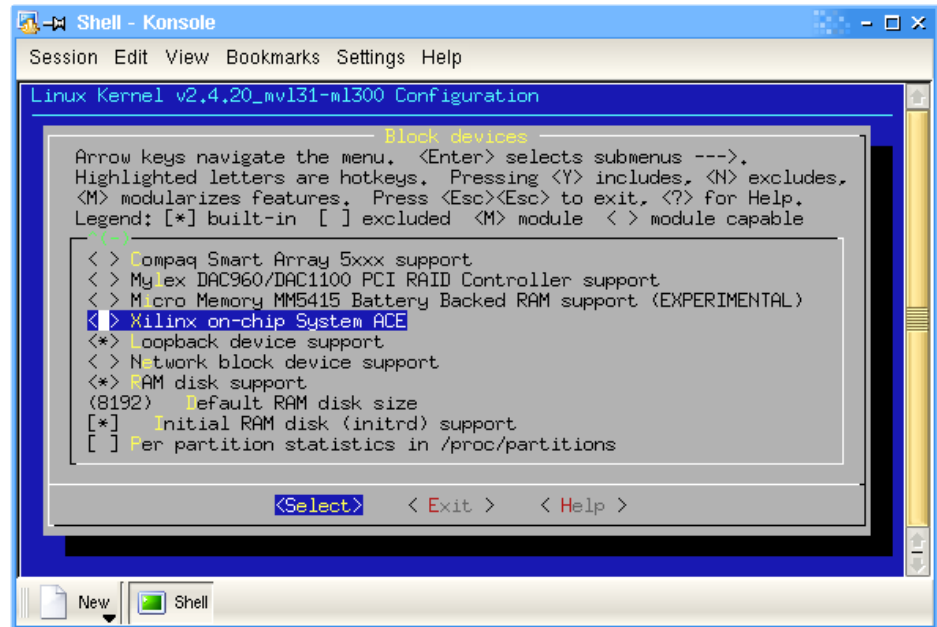 Shell - Konsole
Session Edit View Bookmarks Settings Help
Linux Kernel v2.4.20_mvl31-ml300 Configuration
Block devices
Arrow keys navigate the menu. <Enter> selects submenus --->.
Highlighted letters are hotkeys. Pressing <Y> includes, <N> excludes,
<M> modularizes features. Press <Esc><Esc> to exit, <?> for Help.
Legend: [*] built-in [ ] excluded <M> module < > module capable
^(-)
< > Compaq Smart Array 5xxx support
< > Mylex DAC960/DAC1100 PCI RAID Controller support
< > Micro Memory MM5415 Battery Backed RAM support (EXPERIMENTAL)
< > Xilinx on-chip System ACE
<*> Loopback device support
< > Network block device support
<*> RAM disk support
(8192) Default RAM disk size
[*] Initial RAM disk (initrd) support
[ ] Per partition statistics in /proc/partitions
<Select> < Exit > < Help >
New Shell